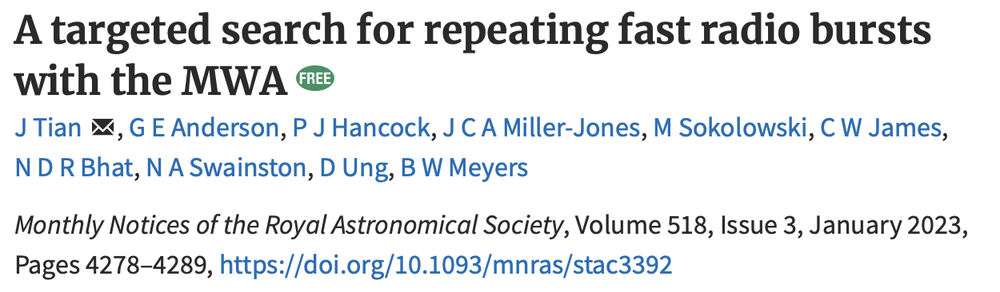 A targeted search for repeating fast radio bursts
with the MWA FREE
J Tian, G E Anderson, P J Hancock, J C A Miller-Jones, M Sokolowski, C W James,
N D R Bhat, N A Swainston, D Ung, B W Meyers
Monthly Notices of the Royal Astronomical Society, Volume 518, Issue 3, January 2023,
Pages 4278–4289, https://doi.org/10.1093/mnras/stac3392